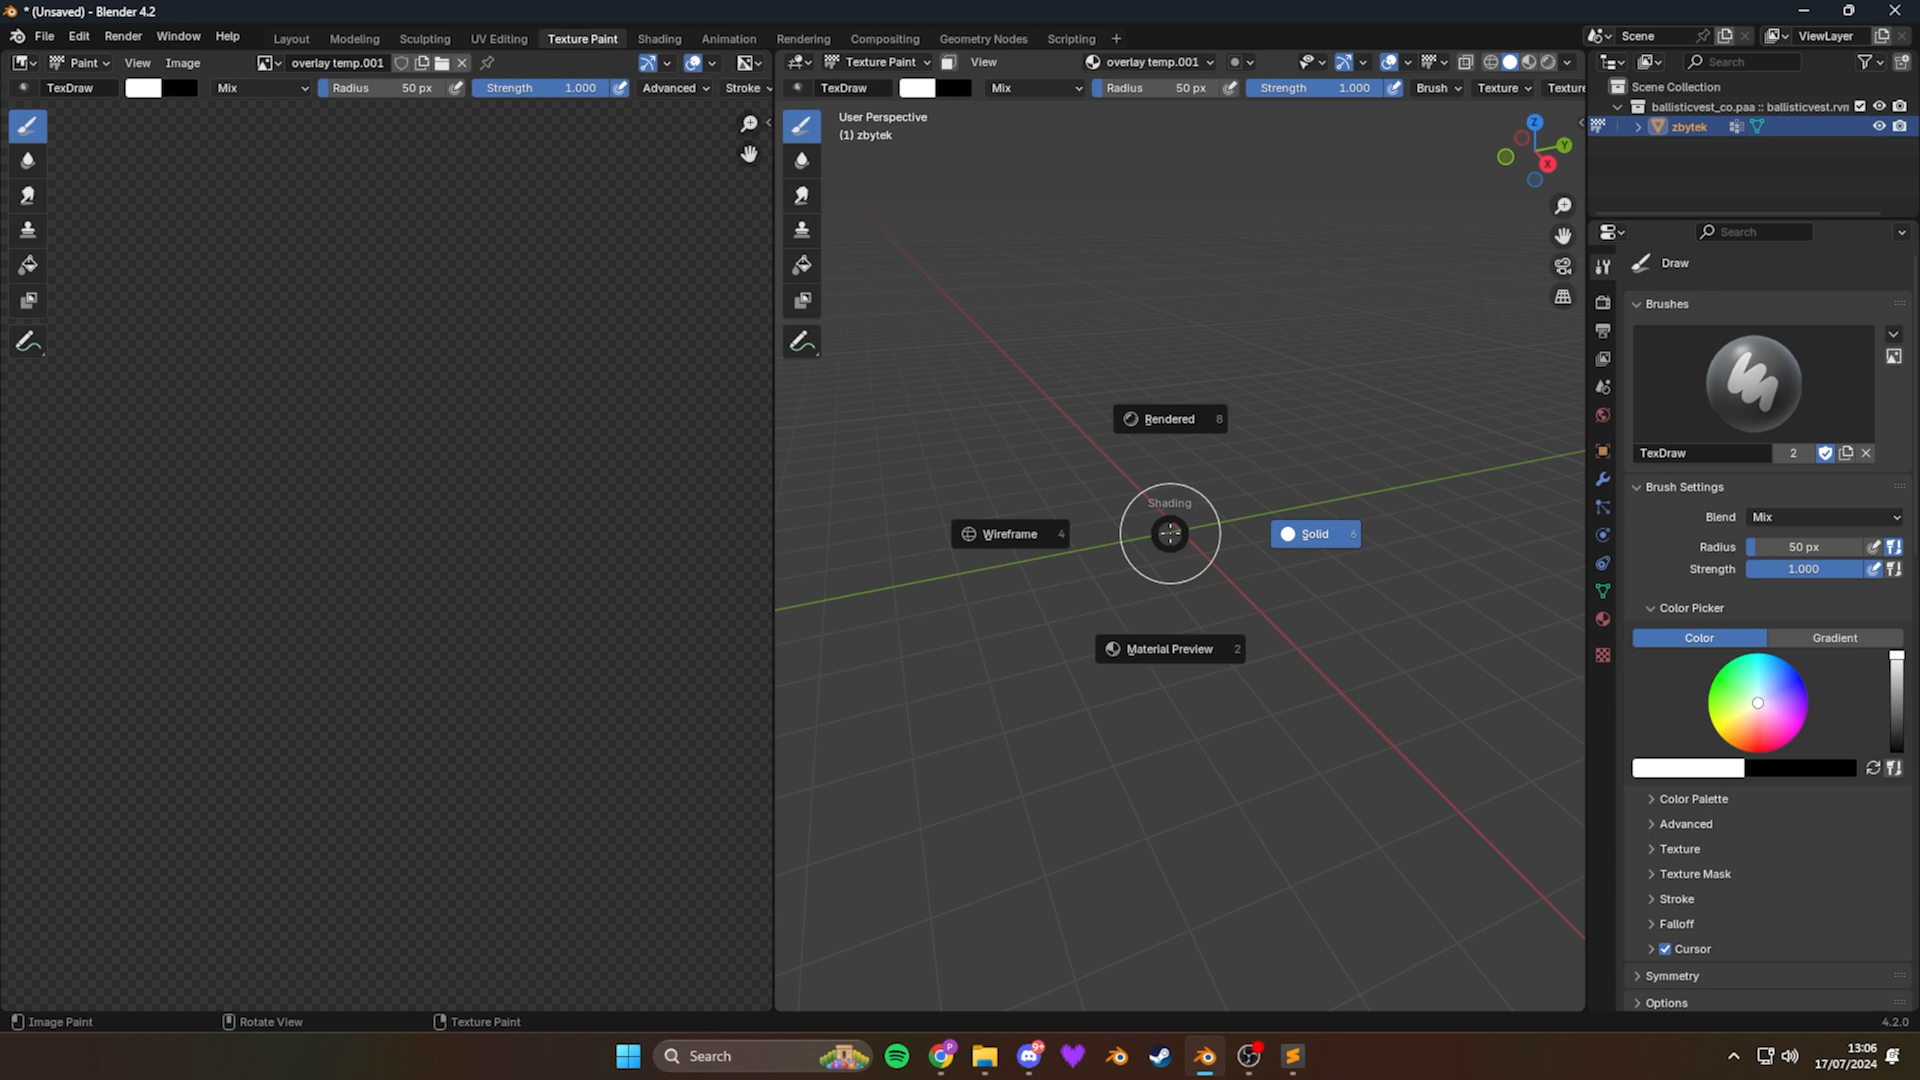 * (Unsaved) - Blender 4.2
File Edit Render Window Help Layout Modeling Sculpting UV Editing Texture Paint Shading Animation Rendering Compositing Geometry Nodes Scripting + Scene ViewLayer
Paint View Image overlay temp.001 Texture Paint View overlay temp.001 Search
TexDraw Mix Radius 50 px Strength 1.000 Advanced Stroke TexDraw Mix Radius 50 px Strength 1.000 Brush Texture Texture
Scene Collection
ballisticvest_co.paa :: ballisticvest.rvm
zbytek
User Perspective
(1) zbytek
Z
Y
X
Search
Draw
Brushes
TexDraw 2
Brush Settings
Blend Mix
Radius 50 px
Strength 1.000
Color Picker
Color Gradient
Color Palette
Advanced
Texture
Texture Mask
Stroke
Falloff
Cursor
Symmetry
Options
Rendered 8
Shading
Wireframe 4
Solid 6
Material Preview 2
Image Paint Rotate View Texture Paint 4.2.0
Search
P
9+
13:06
17/07/2024